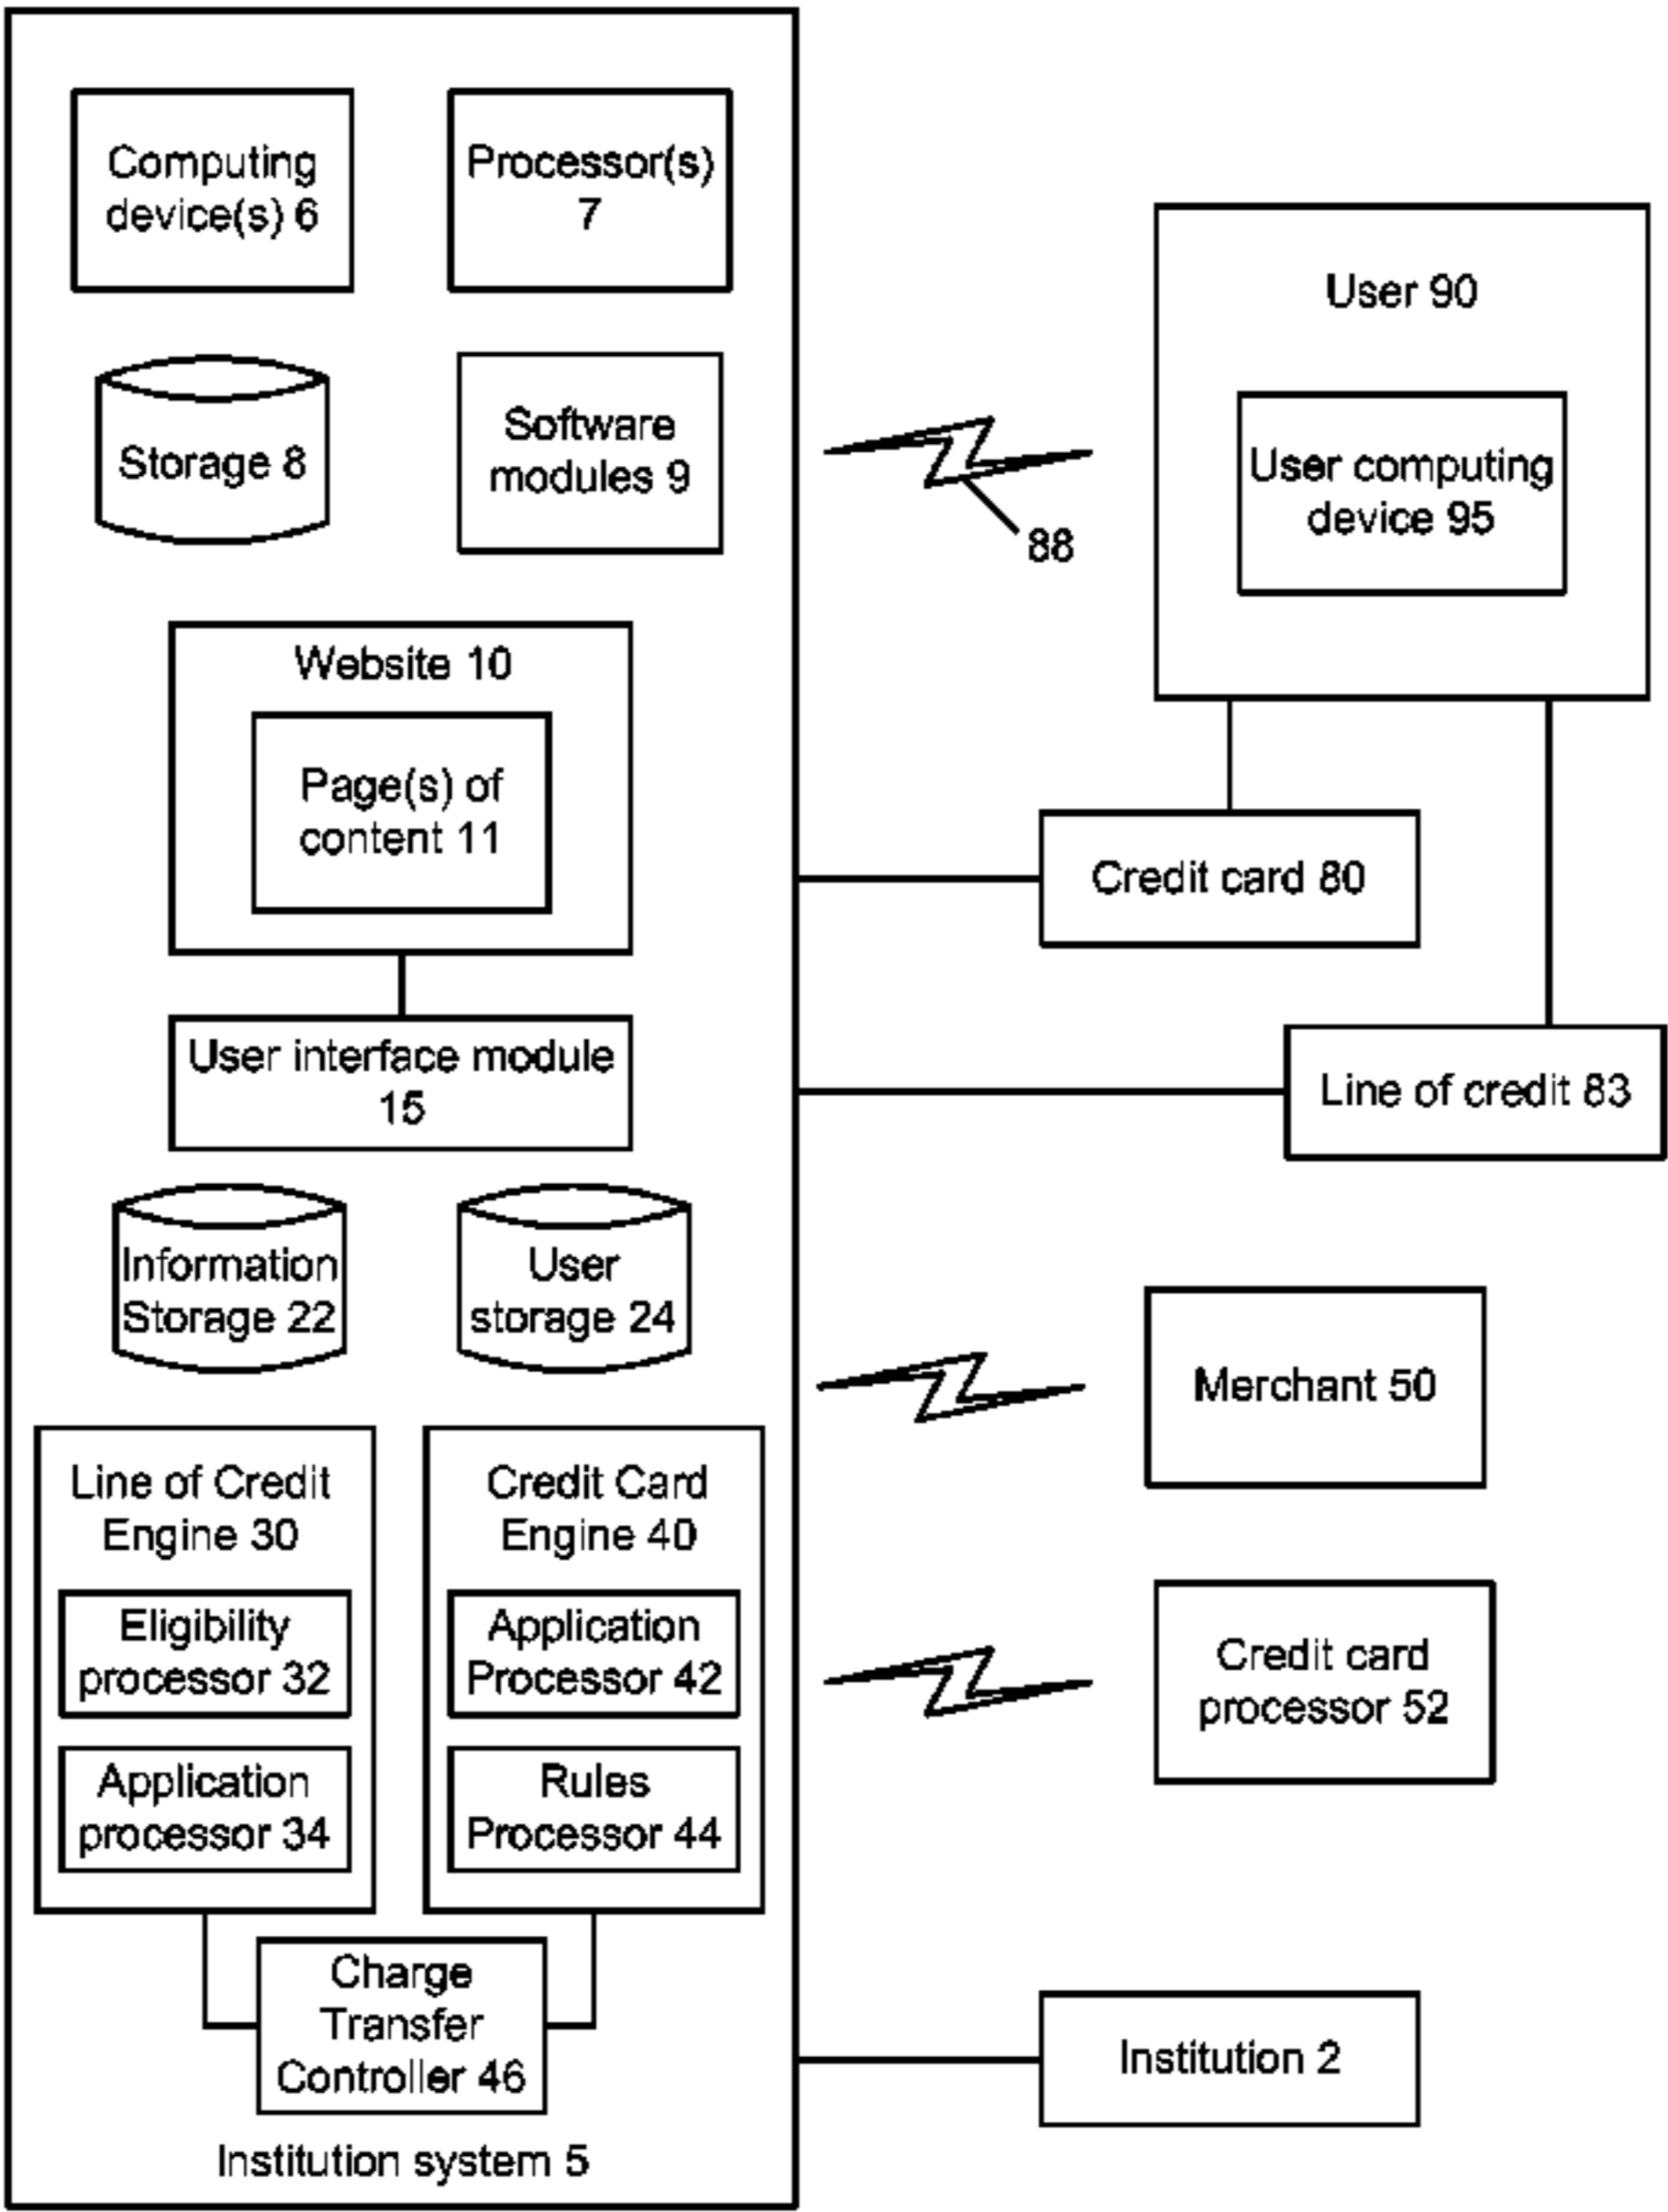 Computing
device(s) 6
Processor(s)
7
Storage 8
Software
modules 9
88
User 90
User computing
device 95
Website 10
Page(s) of
content 11
Credit card 80
User interface module
15
Line of credit 83
Information
Storage 22
User
storage 24
Merchant 50
Line of Credit
Engine 30
Eligibility
processor 32
Application
processor 34
Credit Card
Engine 40
Application
Processor 42
Rules
Processor 44
Credit card
processor 52
Charge
Transfer
Controller 46
Institution 2
Institution system 5